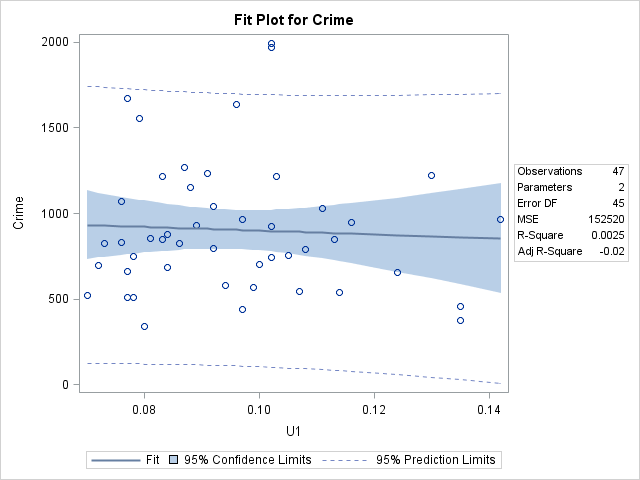 Fit Plot for Crime
2000
1500
1000
500
0
Crime
0.08 0.10 0.12 0.14
U1
Observations 47
Parameters 2
Error DF 45
MSE 152520
R-Square 0.0025
Adj R-Square -0.02
Fit 95% Confidence Limits 95% Prediction Limits